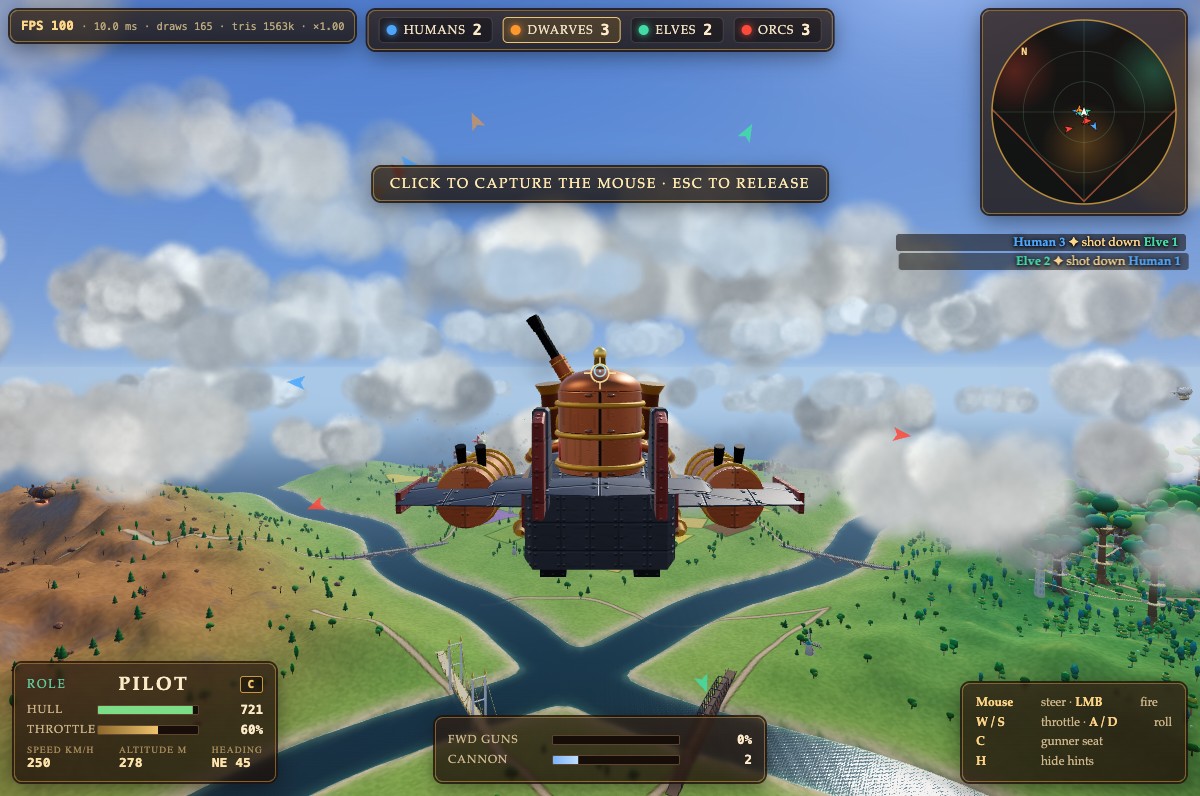 FPS 100 · 10.0 ms · draws 165 · tris 1563k · ×1.00
HUMANS 2 DWARVES 3 ELVES 2 ORCS 3
N
CLICK TO CAPTURE THE MOUSE · ESC TO RELEASE
Human 3 ✦ shot down Elve 1
Elve 2 ✦ shot down Human 1
ROLE PILOT C
HULL 721
THROTTLE 60%
SPEED KM/H ALTITUDE M HEADING
250 278 NE 45
FWD GUNS 0%
CANNON 2
Mouse steer · LMB fire
W / S throttle · A / D roll
C gunner seat
H hide hints